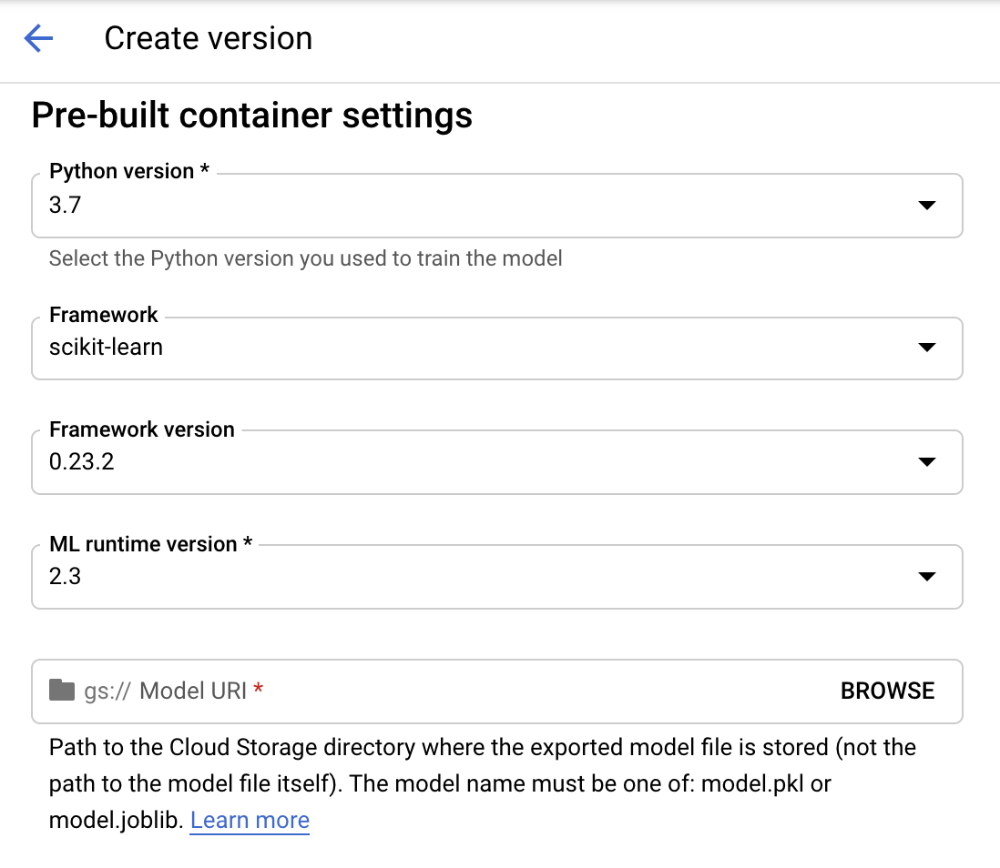 Create version
Pre-built container settings
Python version *
3.7
Select the Python version you used to train the model
Framework
scikit-learn
Framework version
0.23.2
ML runtime version *
2.3
gs:// Model URI * BROWSE
Path to the Cloud Storage directory where the exported model file is stored (not the
path to the model file itself). The model name must be one of: model.pkl or
model.joblib. Learn more